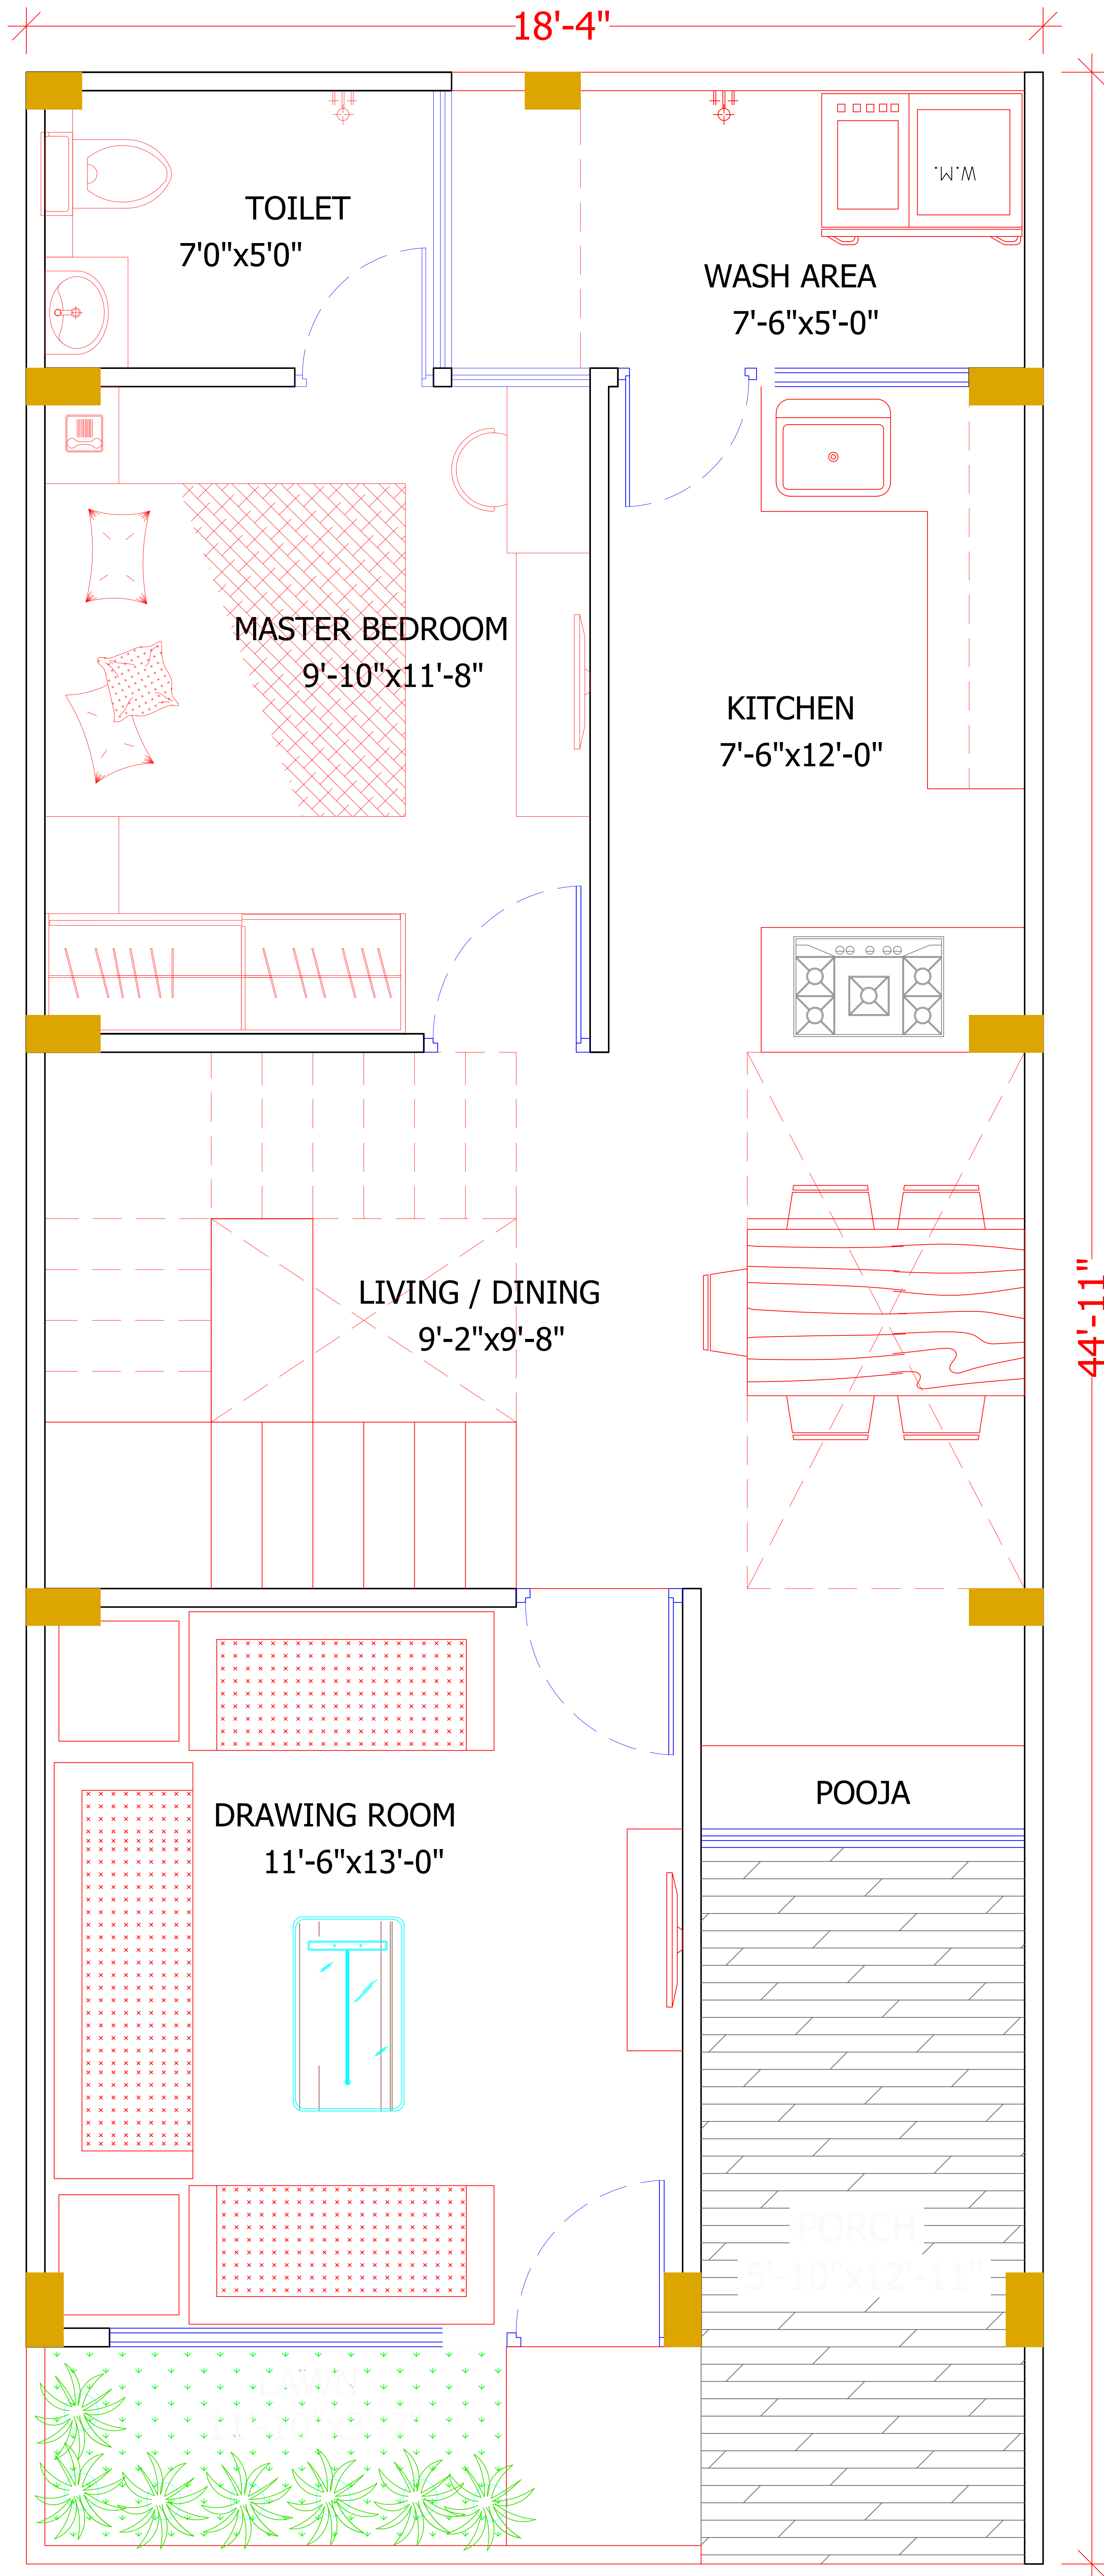 18'-4"
TOILET
7'0"x5'0"
W.M.
WASH AREA
7'-6"x5'-0"
MASTER BEDROOM
9'-10"x11'-8"
KITCHEN
7'-6"x12'-0"
LIVING / DINING
9'-2"x9'-8"
44'-11"
POOJA
DRAWING ROOM
11'-6"x13'-0"
PORCH
5'-10"x12'-11"
LAWN